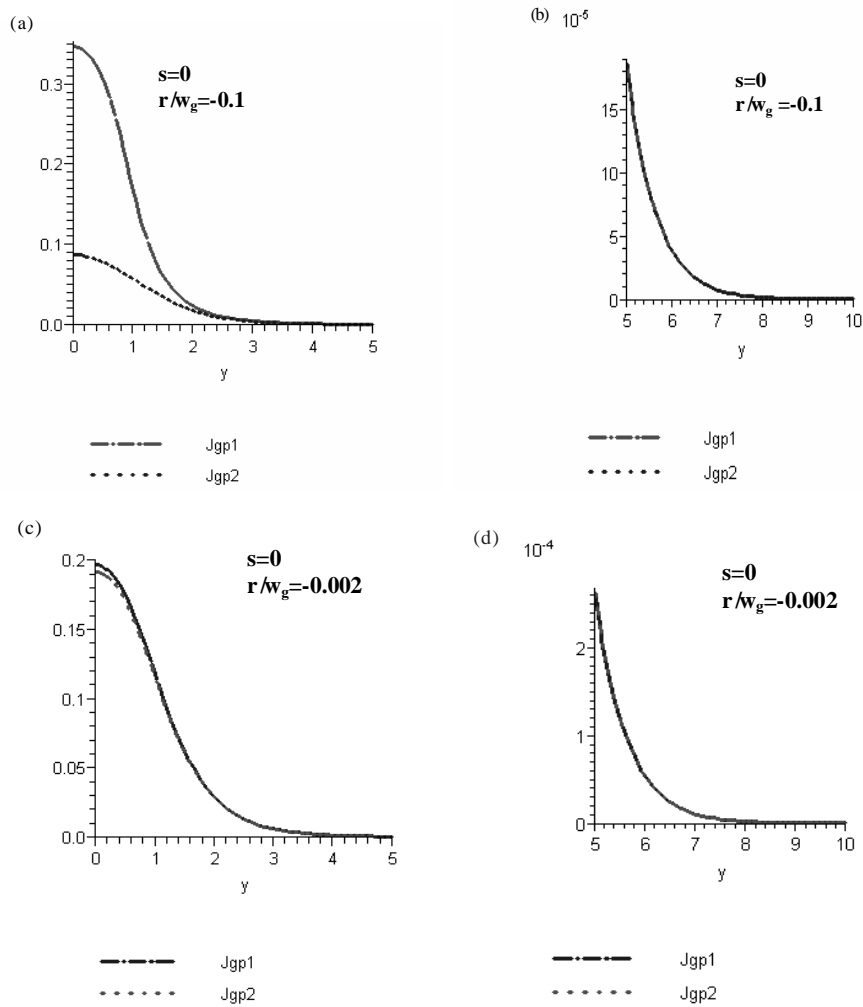 (a)
s=0
r/wg=-0.1
0.3
0.2
0.1
0.0
0 1 2 3 4 5
y
Jgp1
Jgp2
(b) 10-5
s=0
r/wg =-0.1
15
10
5
0
5 6 7 8 9 10
y
Jgp1
Jgp2
(c)
s=0
r/wg=-0.002
0.2
0.15
0.1
0.05
0.0
0 1 2 3 4 5
y
Jgp1
Jgp2
(d) 10-4
s=0
r/wg=-0.002
2
1
0
5 6 7 8 9 10
y
Jgp1
Jgp2